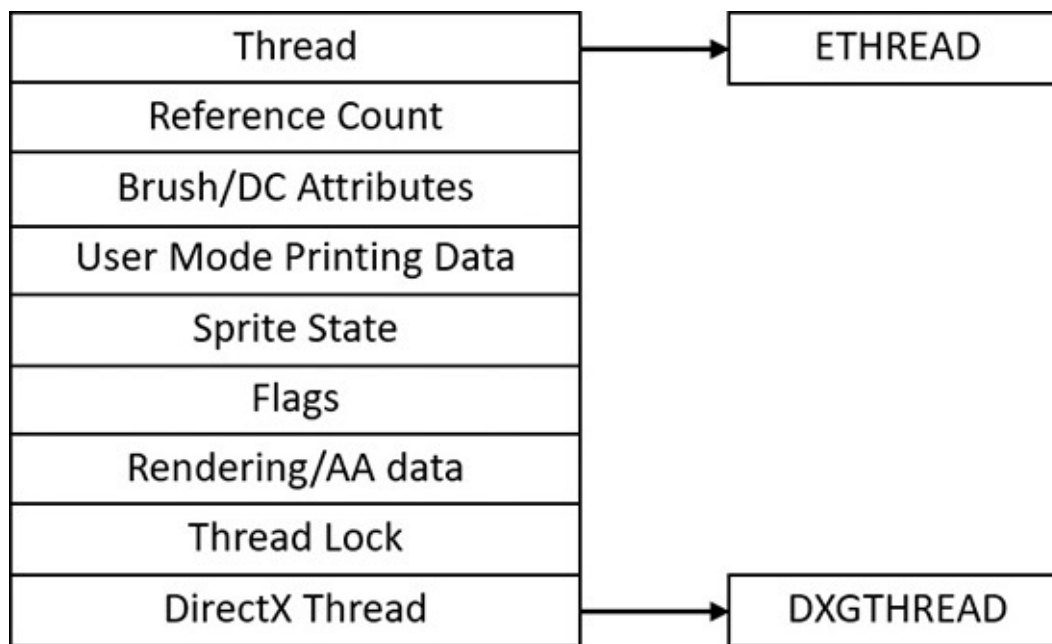 Thread
ETHREAD
Reference Count
Brush/DC Attributes
User Mode Printing Data
Sprite State
Flags
Rendering/AA data
Thread Lock
DirectX Thread
DXGTHREAD